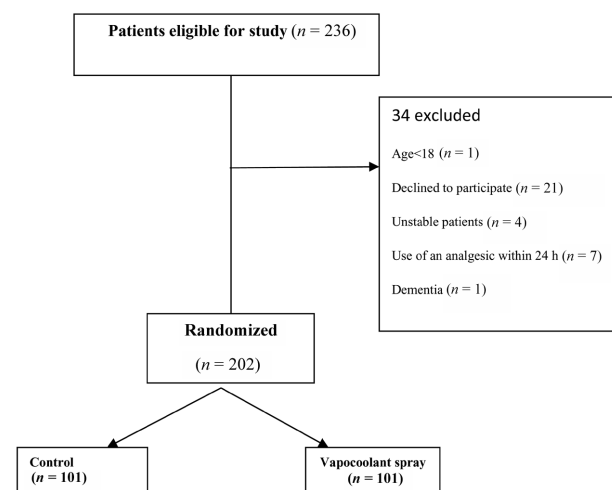 Patients eligible for study (n = 236)
34 excluded
Age<18 (n = 1)
Declined to participate (n = 21)
Unstable patients (n = 4)
Use of an analgesic within 24 h (n = 7)
Dementia (n = 1)
Randomized
(n = 202)
Control
(n = 101)
Vapocoolant spray
(n = 101)